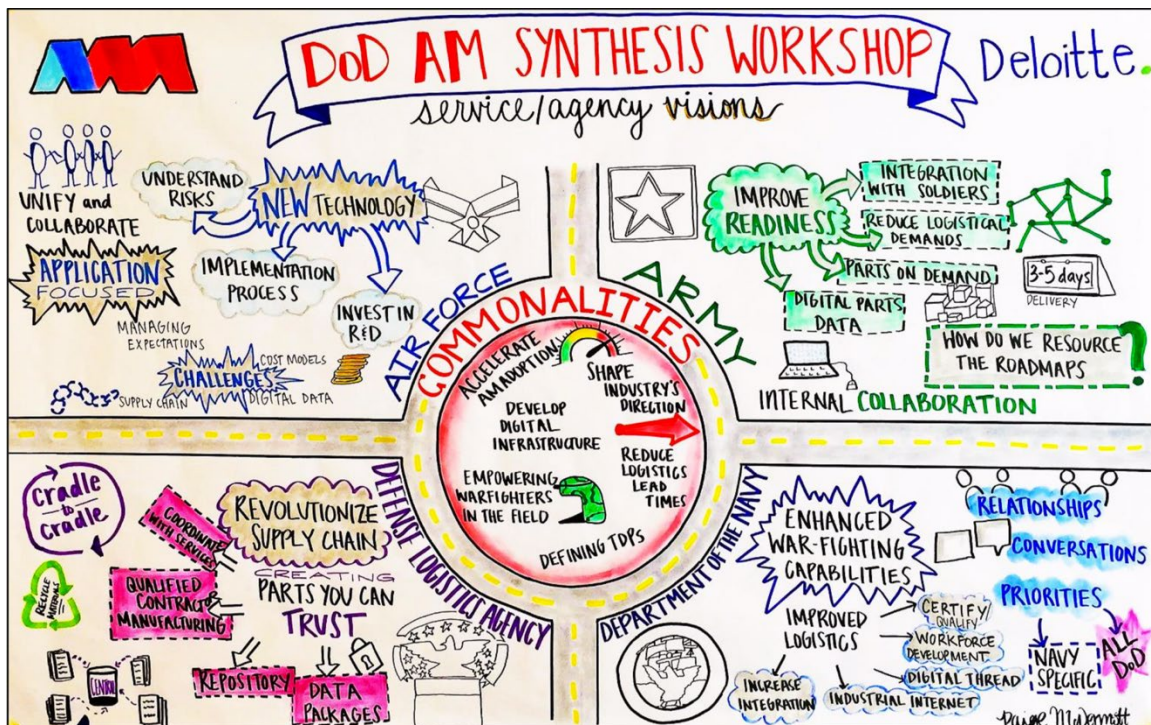 AM
DoD AM SYNTHESIS WORKSHOP
Deloitte.
service/agency visions
UNIFY and
COLLABORATE
APPLICATION
FOCUSED
MANAGING
EXPECTATIONS
UNDERSTAND
RISKS
NEW TECHNOLOGY
IMPLEMENTATION
PROCESS
INVEST IN
R&D
COST MODELS
CHALLENGES
SUPPLY CHAIN
DIGITAL DATA
AIR FORCE
ARMY
IMPROVE
READINESS
INTEGRATION
WITH SOLDIERS
REDUCE LOGISTICAL
DEMANDS
PARTS ON DEMAND
DIGITAL PARTS
DATA
3-5 days
DELIVERY
HOW DO WE RESOURCE
THE ROADMAPS
?
INTERNAL COLLABORATION
COMMONALITIES
ACCELERATE
AM ADOPTION
SHAPE
INDUSTRY'S
DIRECTION
DEVELOP
DIGITAL
INFRASTRUCTURE
REDUCE
LOGISTICS
LEAD
TIMES
EMPOWERING
WARFIGHTERS
IN THE FIELD
DEFINING TDPs
DEFENSE LOGISTICS AGENCY
cradle
to
cradle
RECYCLE
MATERIALS
COORDINATE
WITH SERVICES
REVOLUTIONIZE
SUPPLY CHAIN
CREATING
PARTS YOU CAN
TRUST
QUALIFIED
CONTRACTOR
MANUFACTURING
CENTRAL
REPOSITORY
DATA
PACKAGES
DEPARTMENT OF THE NAVY
ENHANCED
WAR-FIGHTING
CAPABILITIES
IMPROVED
LOGISTICS
CERTIFY/
QUALIFY
WORKFORCE
DEVELOPMENT
DIGITAL THREAD
INDUSTRIAL INTERNET
INCREASE
INTEGRATION
RELATIONSHIPS
CONVERSATIONS
PRIORITIES
NAVY
SPECIFIC
ALL
DoD